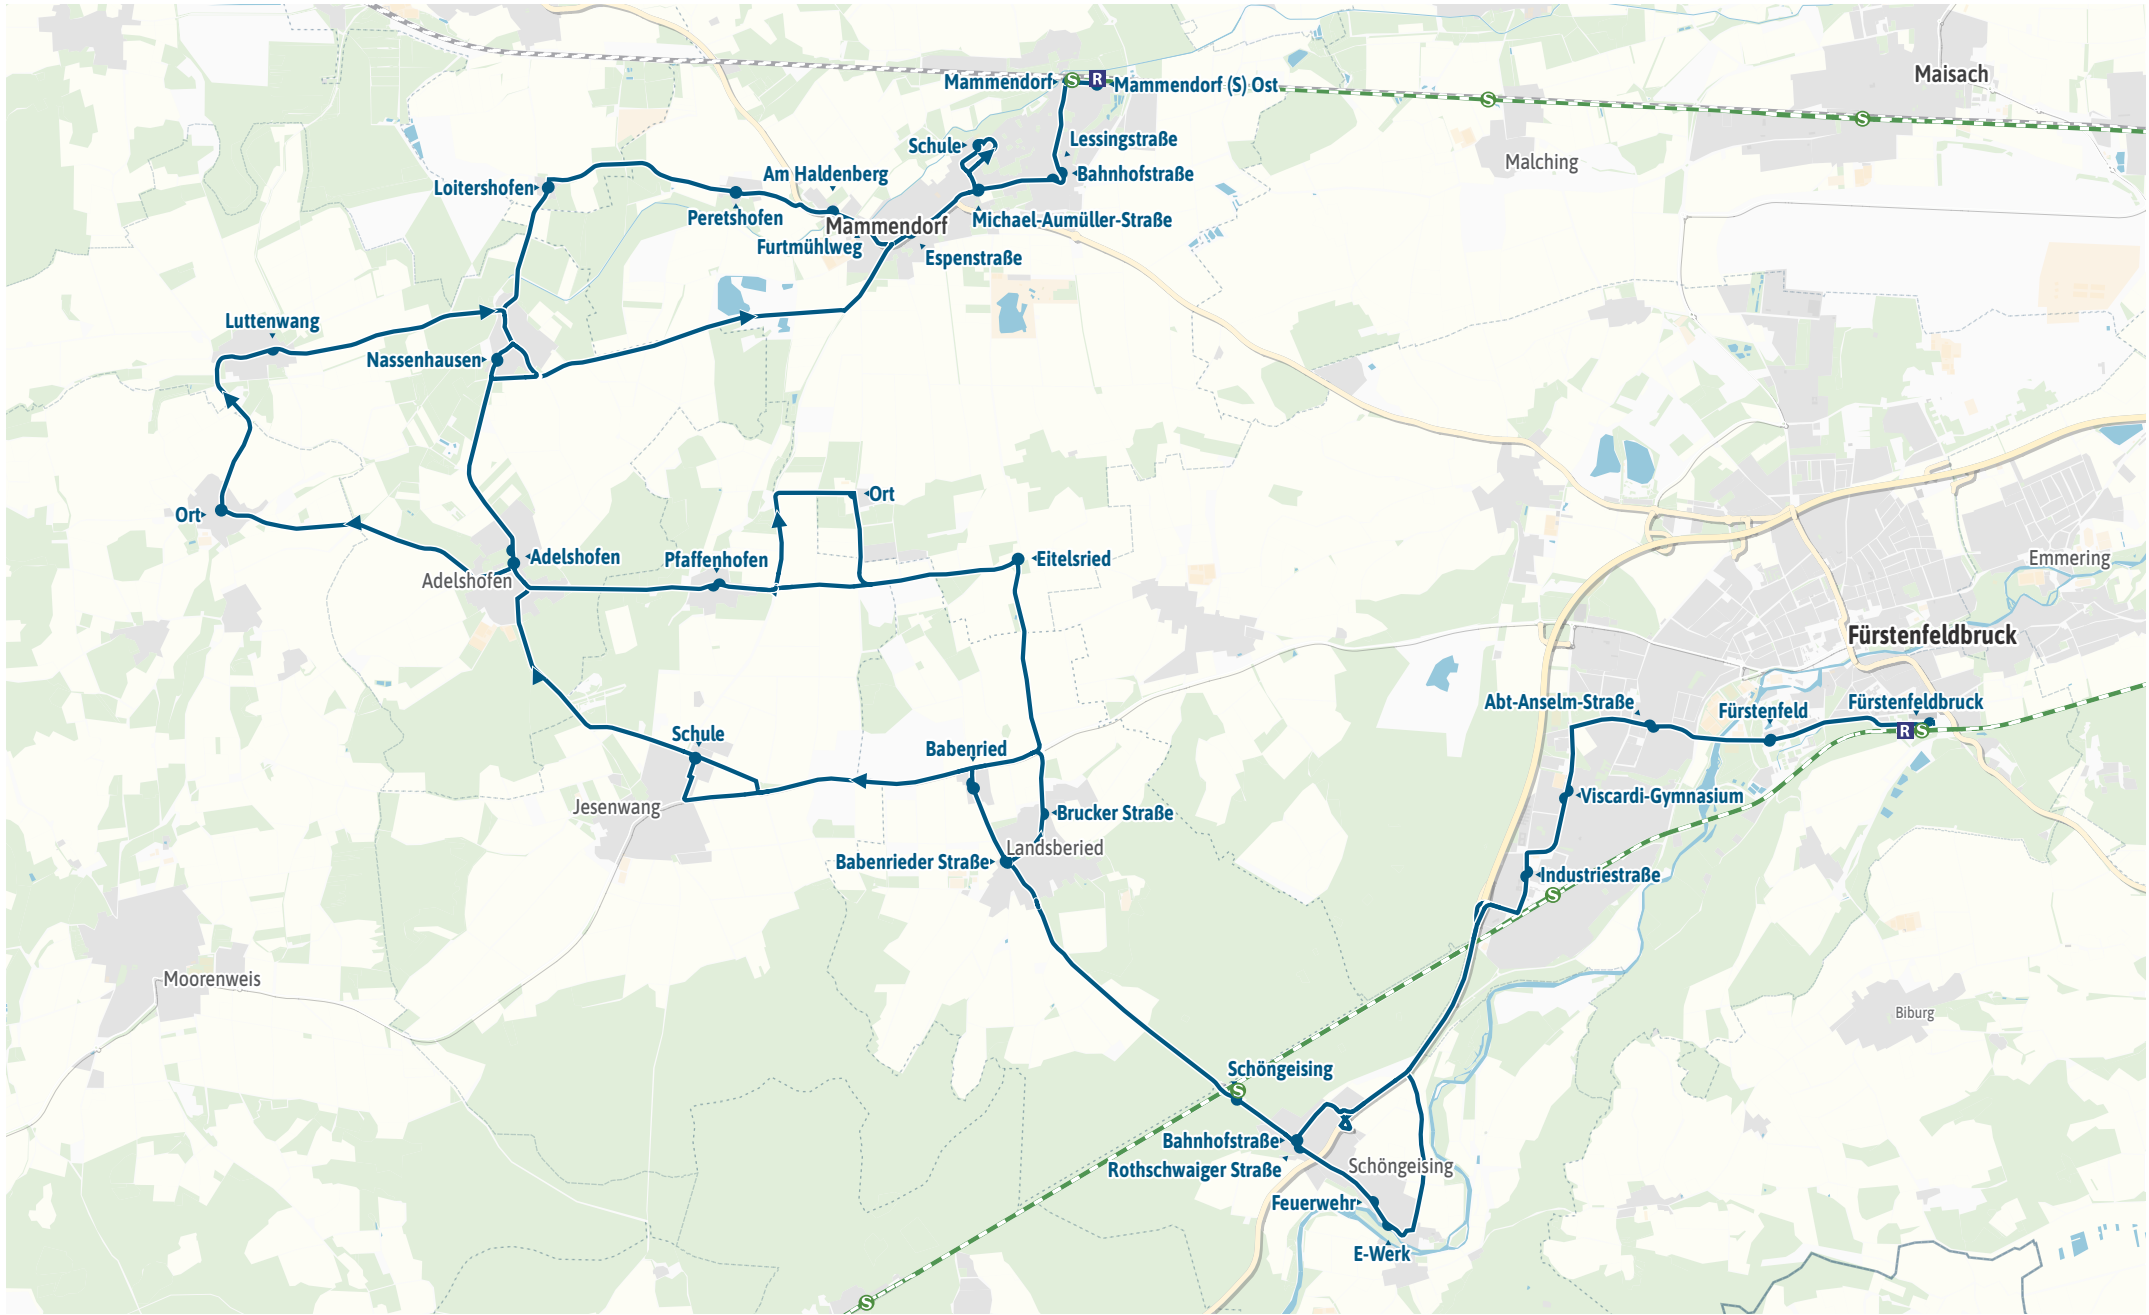 Maisach
Mammendorf
S
R
Mammendorf (S) Ost
S
S
Lessingstraße
Schule
Malching
Am Haldenberg
Bahnhofstraße
Loitershofen
Peretshofen
Michael-Aumüller-Straße
Mammendorf
Furtmühlweg
Espenstraße
Luttenwang
Nassenhausen
Ort
Ort
Adelshofen
Pfaffenhofen
Eitelsried
Emmering
Adelshofen
Fürstenfeldbruck
Abt-Anselm-Straße
Fürstenfeld
Fürstenfeldbruck
R
S
Schule
Babenried
Viscardi-Gymnasium
Jesenwang
Brucker Straße
Landsberied
Babenrieder Straße
Industriestraße
S
Moorenweis
Biburg
Schöngeising
S
Bahnhofstraße
Rothschwaiger Straße
Schöngeising
Feuerwehr
E-Werk
S